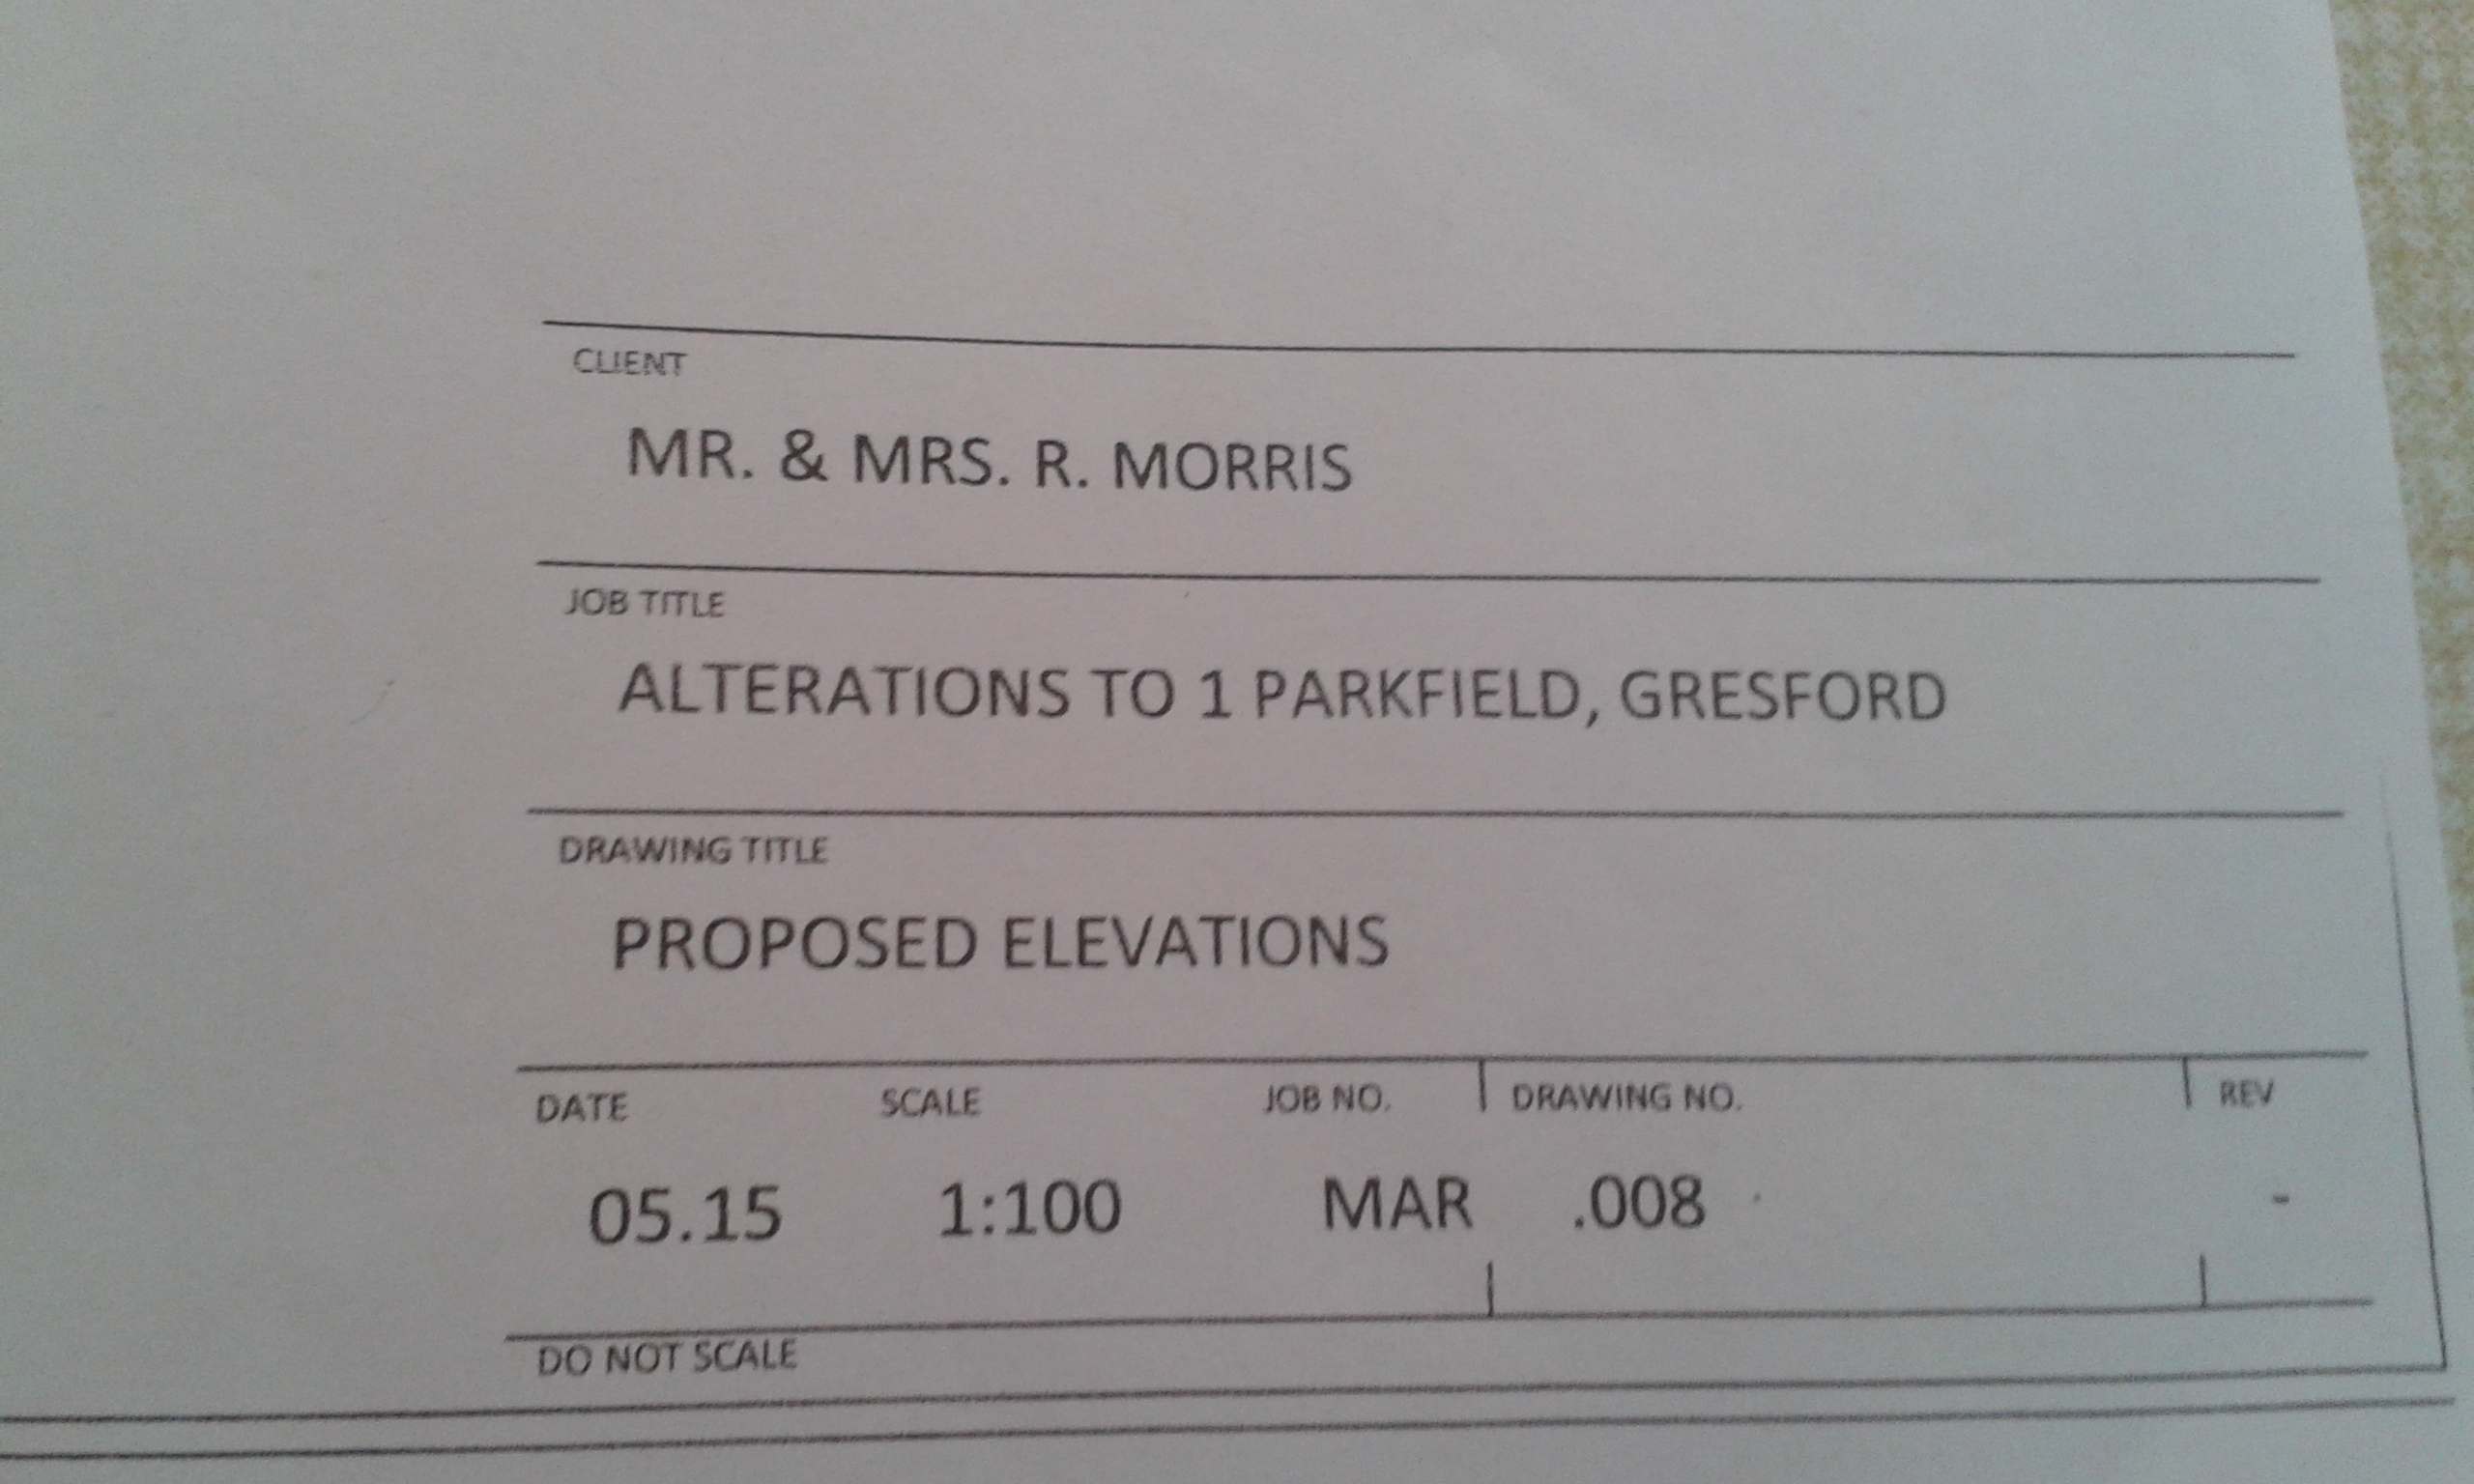 CLIENT
MR. & MRS. R. MORRIS
JOB TITLE
ALTERATIONS TO 1 PARKFIELD, GRESFORD
DRAWING TITLE
PROPOSED ELEVATIONS
DATE SCALE JOB NO. DRAWING NO. REV
05.15 1:100 MAR .008 -
DO NOT SCALE